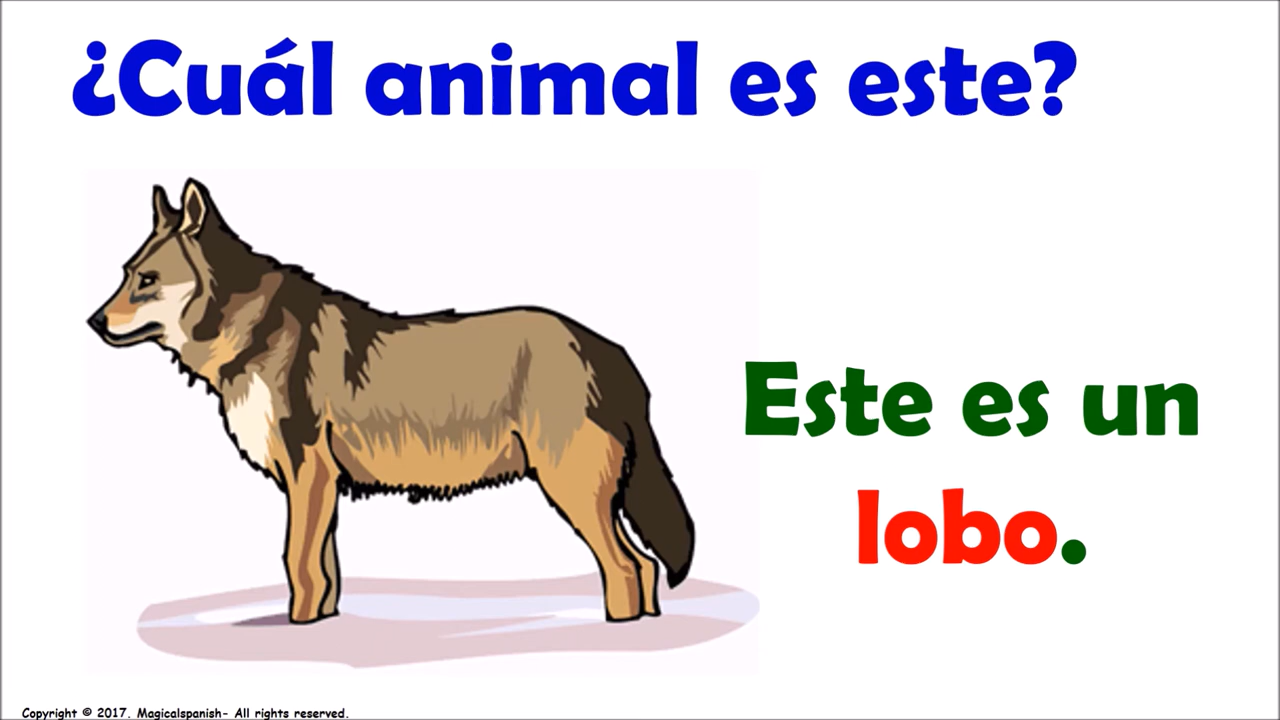 ¿Cuál animal es este?
Este es un
lobo.
Copyright © 2017. Magicalspanish- All rights reserved.